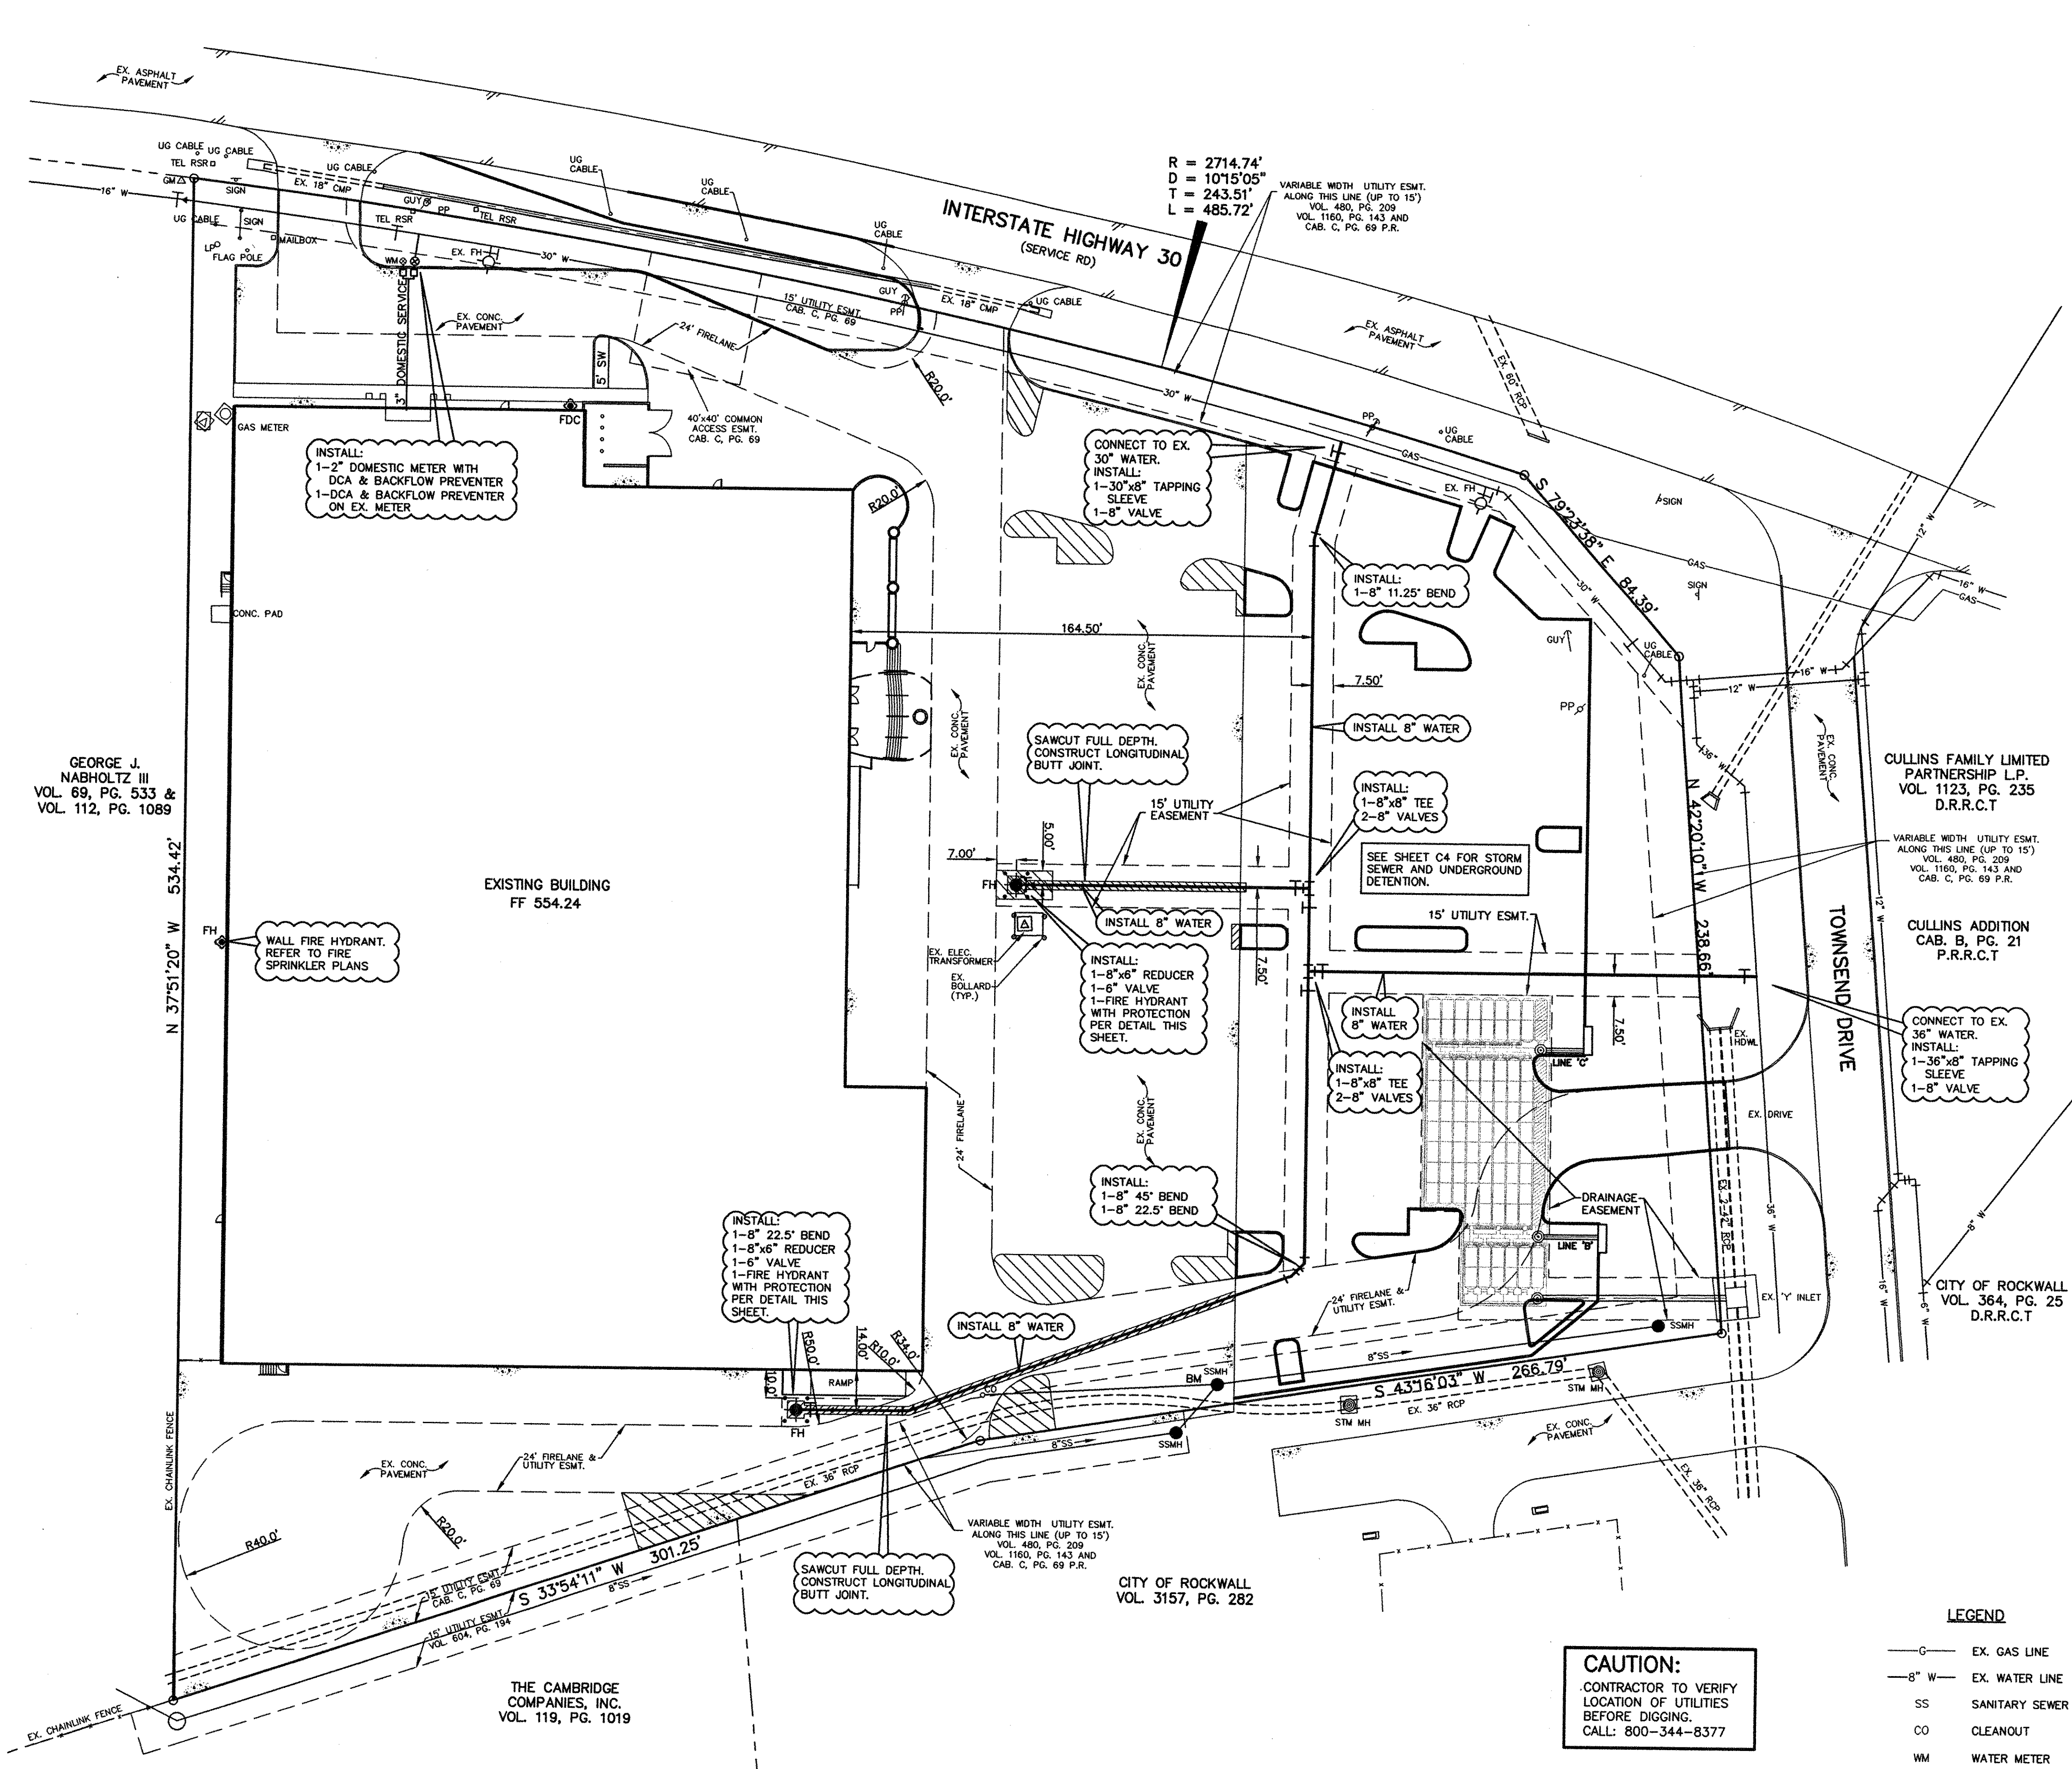 EX. ASPHALT
PAVEMENT
UG CABLE
UG CABLE
TEL RSR
GM
SIGN
16" W
UG CABLE
SIGN
LP
FLAG POLE
MAILBOX
UG CABLE
EX. 18" CMP
GUY
PP
TEL RSR
TEL RSR
WM
EX. FH
30" W
UG
CABLE
UG
CABLE
UG
CABLE
INTERSTATE HIGHWAY 30
(SERVICE RD)
R = 2714.74'
D = 10°15'05"
T = 243.51'
L = 485.72'
VARIABLE WIDTH UTILITY ESMT.
ALONG THIS LINE (UP TO 15')
VOL. 480, PG. 209
VOL. 1160, PG. 143 AND
CAB. C, PG. 69 P.R.
15' UTILITY ESMT.
CAB. C, PG. 69
GUY
PP
EX. 18" CMP
UG CABLE
EX. ASPHALT
PAVEMENT
EX. 60" RCP
3" DOMESTIC SERVICE
EX. CONC.
PAVEMENT
24' FIRELANE
5' SW
R20.0'
30" W
PP
UG
CABLE
GAS
40'x40' COMMON
ACCESS ESMT.
CAB. C, PG. 69
FDC
GAS METER
INSTALL:
1-2" DOMESTIC METER WITH
DCA & BACKFLOW PREVENTER
1-DCA & BACKFLOW PREVENTER
ON EX. METER
CONNECT TO EX.
30" WATER.
INSTALL:
1-30"x8" TAPPING
SLEEVE
1-8" VALVE
R20.0'
EX. FH
S 79°23'38" E 84.39'
SIGN
12" W
GAS
SIGN
16" W
GAS
30" W
INSTALL:
1-8" 11.25° BEND
CONC. PAD
164.50'
EX. CONC.
PAVEMENT
7.50'
GUY
UG
CABLE
16" W
12" W
PP
36" W
INSTALL 8" WATER
EX. CONC.
PAVEMENT
SAWCUT FULL DEPTH.
CONSTRUCT LONGITUDINAL
BUTT JOINT.
EX. CONC.
PAVEMENT
GEORGE J.
NABHOLTZ III
VOL. 69, PG. 533 &
VOL. 112, PG. 1089
N 37°51'20" W 534.42'
CULLINS FAMILY LIMITED
PARTNERSHIP L.P.
VOL. 1123, PG. 235
D.R.R.C.T
INSTALL:
1-8"x8" TEE
2-8" VALVES
15' UTILITY
EASEMENT
N 42°20'10" W 238.66'
VARIABLE WIDTH UTILITY ESMT.
ALONG THIS LINE (UP TO 15')
VOL. 480, PG. 209
VOL. 1160, PG. 143 AND
CAB. C, PG. 69 P.R.
5.00'
7.00'
SEE SHEET C4 FOR STORM
SEWER AND UNDERGROUND
DETENTION.
EXISTING BUILDING
FF 554.24
FH
12" W
INSTALL 8" WATER
15' UTILITY ESMT.
TOWNSEND DRIVE
CULLINS ADDITION
CAB. B, PG. 21
P.R.R.C.T
FH
WALL FIRE HYDRANT.
REFER TO FIRE
SPRINKLER PLANS
EX. ELEC.
TRANSFORMER
EX.
BOLLARD
(TYP.)
INSTALL:
1-8"x6" REDUCER
1-6" VALVE
1-FIRE HYDRANT
WITH PROTECTION
PER DETAIL THIS
SHEET.
7.50'
INSTALL
8" WATER
7.50'
EX.
HDWL
CONNECT TO EX.
36" WATER.
INSTALL:
1-36"x8" TAPPING
SLEEVE
1-8" VALVE
LINE 'C'
INSTALL:
1-8"x8" TEE
2-8" VALVES
24' FIRELANE
EX. CONC.
PAVEMENT
EX. DRIVE
INSTALL:
1-8" 45° BEND
1-8" 22.5° BEND
DRAINAGE
EASEMENT
EX. 2-42" RCP
36" W
8" W
LINE 'B'
INSTALL:
1-8" 22.5° BEND
1-8"x6" REDUCER
1-6" VALVE
1-FIRE HYDRANT
WITH PROTECTION
PER DETAIL THIS
SHEET.
INSTALL 8" WATER
24' FIRELANE &
UTILITY ESMT.
EX. 'Y' INLET
16" W
6" W
CITY OF ROCKWALL
VOL. 364, PG. 25
D.R.R.C.T
SSMH
R50.0'
14.00'
R10.0'
R34.0'
10.0'
RAMP
CO
BM
SSMH
8"SS
S 43°16'03" W 266.79'
EX. 36" RCP
STM MH
STM MH
FH
EX. CHAINLINK FENCE
8"SS
SSMH
EX. CONC.
PAVEMENT
24' FIRELANE &
UTILITY ESMT.
EX. CONC.
PAVEMENT
EX. 36" RCP
EX. 36" RCP
R40.0'
R20.0'
VARIABLE WIDTH UTILITY ESMT.
ALONG THIS LINE (UP TO 15')
VOL. 480, PG. 209
VOL. 1160, PG. 143 AND
CAB. C, PG. 69 P.R.
SAWCUT FULL DEPTH.
CONSTRUCT LONGITUDINAL
BUTT JOINT.
15' UTILITY ESMT.
CAB. C, PG. 69
S 33°54'11" W 301.25'
8"SS
15' UTILITY ESMT.
VOL. 604, PG. 194
CITY OF ROCKWALL
VOL. 3157, PG. 282
THE CAMBRIDGE
COMPANIES, INC.
VOL. 119, PG. 1019
EX. CHAINLINK FENCE
CAUTION:
CONTRACTOR TO VERIFY
LOCATION OF UTILITIES
BEFORE DIGGING.
CALL: 800-344-8377
LEGEND
G EX. GAS LINE
8" W EX. WATER LINE
SS SANITARY SEWER
CO CLEANOUT
WM WATER METER